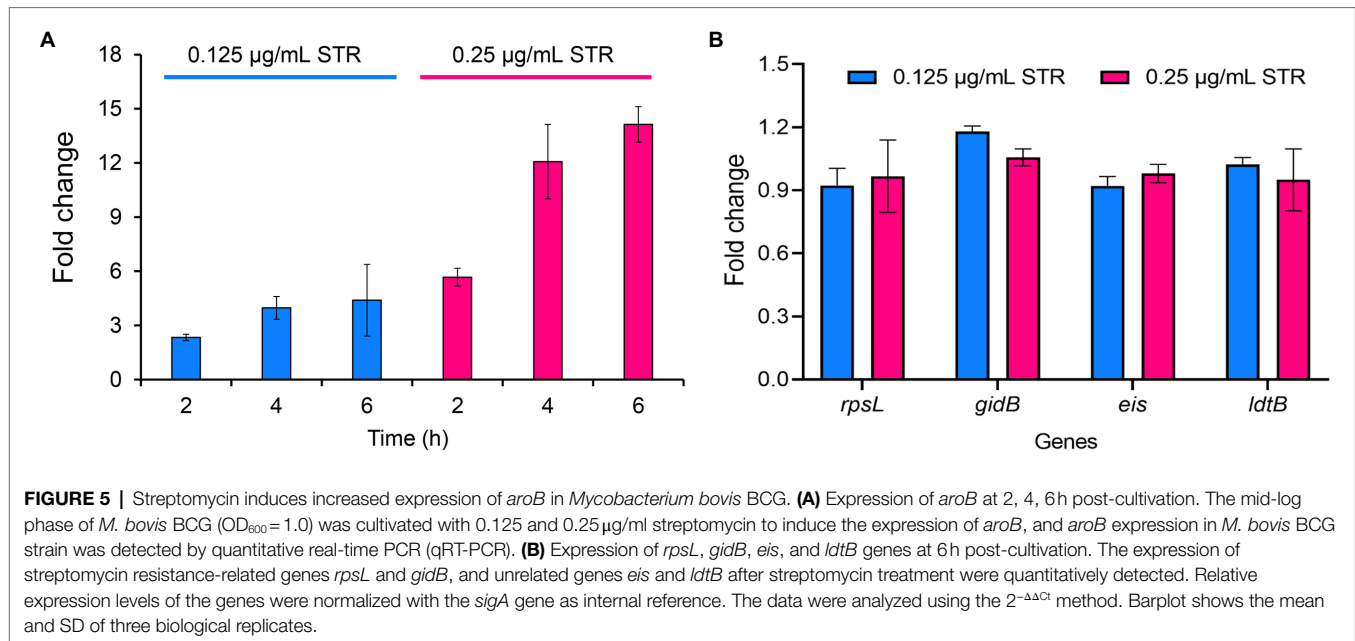 A
18
15
12
9
6
3
0
Fold change
0.125 µg/mL STR
0.25 µg/mL STR
2
4
6
2
4
6
Time (h)
B
1.5
1.2
0.9
0.6
0.3
0.0
Fold change
0.125 µg/mL STR
0.25 µg/mL STR
rpsL
gidB
eis
ldtB
Genes
FIGURE 5 | Streptomycin induces increased expression of aroB in Mycobacterium bovis BCG. (A) Expression of aroB at 2, 4, 6 h post-cultivation. The mid-log
phase of M. bovis BCG (OD₆₀₀ = 1.0) was cultivated with 0.125 and 0.25 µg/ml streptomycin to induce the expression of aroB, and aroB expression in M. bovis BCG
strain was detected by quantitative real-time PCR (qRT-PCR). (B) Expression of rpsL, gidB, eis, and ldtB genes at 6 h post-cultivation. The expression of
streptomycin resistance-related genes rpsL and gidB, and unrelated genes eis and ldtB after streptomycin treatment were quantitatively detected. Relative
expression levels of the genes were normalized with the sigA gene as internal reference. The data were analyzed using the 2⁻ᐃᐃCt method. Barplot shows the mean
and SD of three biological replicates.